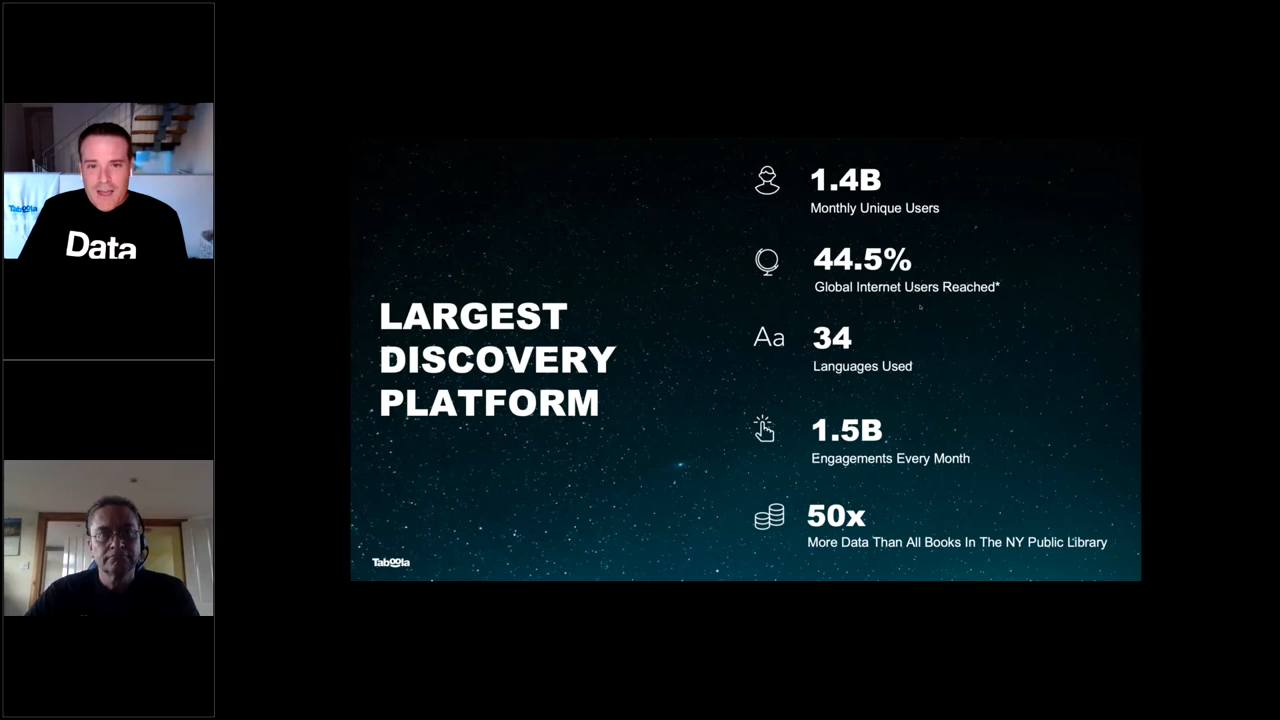 Taboola
Data
LARGEST
DISCOVERY
PLATFORM
Taboola
1.4B
Monthly Unique Users
44.5%
Global Internet Users Reached*
Aa
34
Languages Used
1.5B
Engagements Every Month
50x
More Data Than All Books In The NY Public Library